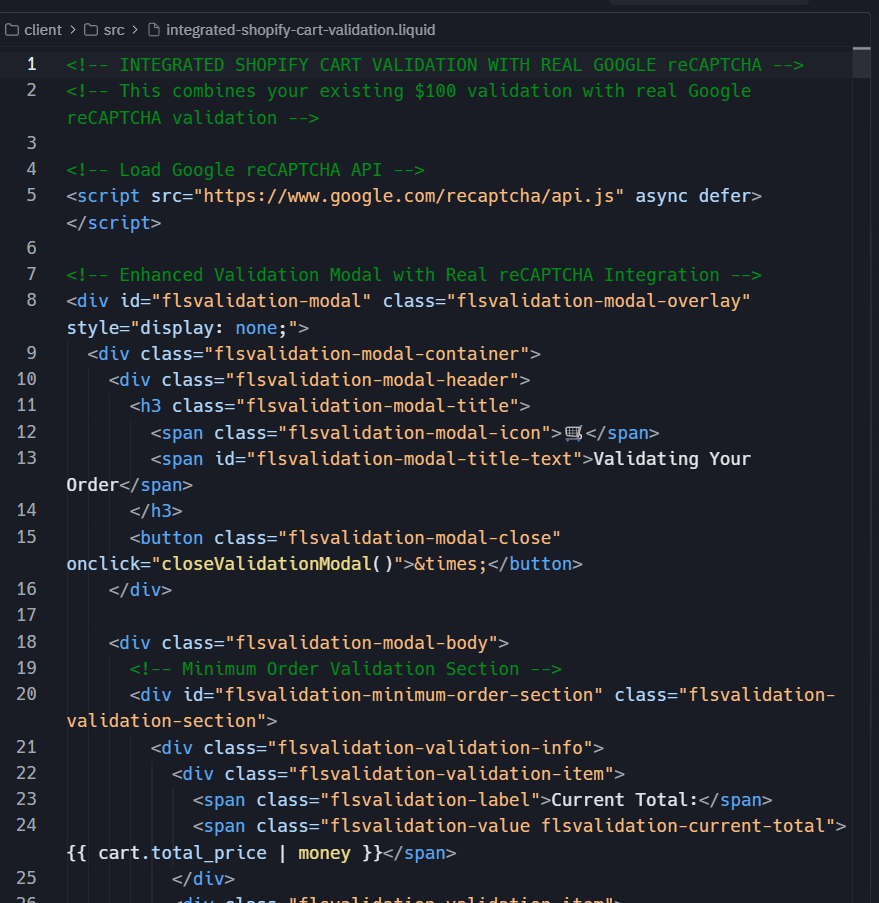 client > src > integrated-shopify-cart-validation.liquid
1 <!-- INTEGRATED SHOPIFY CART VALIDATION WITH REAL GOOGLE reCAPTCHA -->
2 <!-- This combines your existing $100 validation with real Google
reCAPTCHA validation -->
3
4 <!-- Load Google reCAPTCHA API -->
5 <script src="https://www.google.com/recaptcha/api.js" async defer>
</script>
6
7 <!-- Enhanced Validation Modal with Real reCAPTCHA Integration -->
8 <div id="flsvalidation-modal" class="flsvalidation-modal-overlay"
style="display: none;">
9 <div class="flsvalidation-modal-container">
10 <div class="flsvalidation-modal-header">
11 <h3 class="flsvalidation-modal-title">
12 <span class="flsvalidation-modal-icon">🛒</span>
13 <span id="flsvalidation-modal-title-text">Validating Your
Order</span>
14 </h3>
15 <button class="flsvalidation-modal-close"
onclick="closeValidationModal()">&times;</button>
16 </div>
17
18 <div class="flsvalidation-modal-body">
19 <!-- Minimum Order Validation Section -->
20 <div id="flsvalidation-minimum-order-section" class="flsvalidation-
validation-section">
21 <div class="flsvalidation-validation-info">
22 <div class="flsvalidation-validation-item">
23 <span class="flsvalidation-label">Current Total:</span>
24 <span class="flsvalidation-value flsvalidation-current-total">
{{ cart.total_price | money }}</span>
25 </div>
26 <div class="flsvalidation-validation-item">